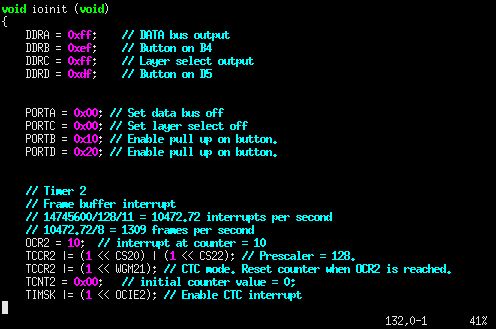 void ioinit (void)
{
    DDRA = 0xff;    // DATA bus output
    DDRB = 0xef;    // Button on B4
    DDRC = 0xff;    // Layer select output
    DDRD = 0xdf;    // Button on D5
    PORTA = 0x00; // Set data bus off
    PORTC = 0x00; // Set layer select off
    PORTB = 0x10; // Enable pull up on button.
    PORTD = 0x20; // Enable pull up on button.
    // Timer 2
    // Frame buffer interrupt
    // 14745600/128/11 = 10472.72 interrupts per second
    // 10472.72/8 = 1309 frames per second
    OCR2 = 10;  // interrupt at counter = 10
    TCCR2 |= (1 << CS20) | (1 << CS22); // Prescaler = 128.
    TCCR2 |= (1 << WGM21); // CTC mode. Reset counter when OCR2 is reached.
    TCNT2 = 0x00;   // initial counter value = 0;
    TIMSK |= (1 << OCIE2); // Enable CTC interrupt
132,0-1    41%